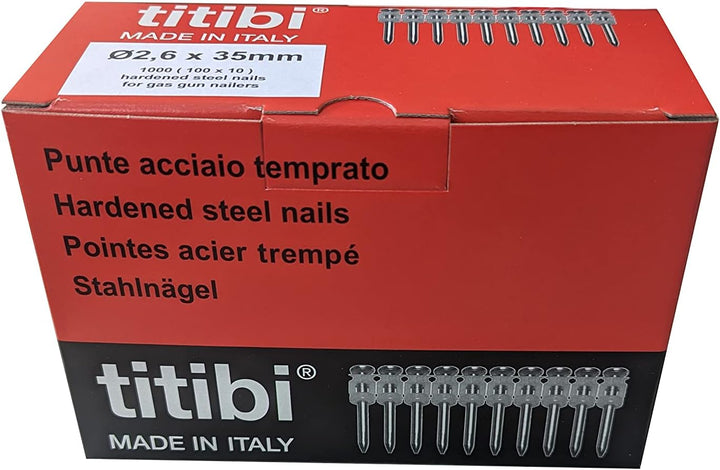 titibi®
MADE IN ITALY
Ø2,6 x 35mm
1000 ( 100 x 10 )
hardened steel nails
for gas gun nailers
Punte acciaio temprato
Hardened steel nails
Pointes acier trempé
Stahlnägel
titibi®
MADE IN ITALY